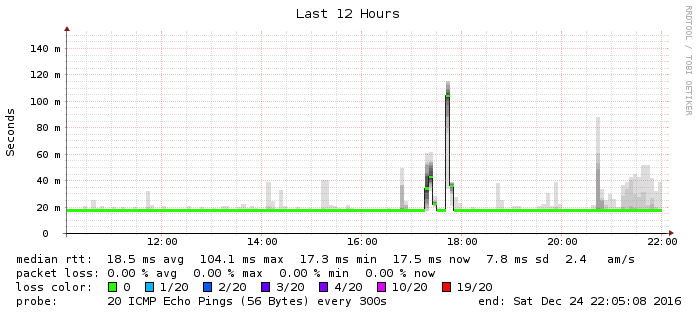 Last 12 Hours
RRDTOOL / TOBI OETIKER
Seconds
140 m
120 m
100 m
80 m
60 m
40 m
20 m
0
12:00 14:00 16:00 18:00 20:00 22:00
median rtt: 18.5 ms avg 104.1 ms max 17.3 ms min 17.5 ms now 7.8 ms sd 2.4 am/s
packet loss: 0.00 % avg 0.00 % max 0.00 % min 0.00 % now
loss color: 0 1/20 2/20 3/20 4/20 10/20 19/20
probe: 20 ICMP Echo Pings (56 Bytes) every 300s end: Sat Dec 24 22:05:08 2016